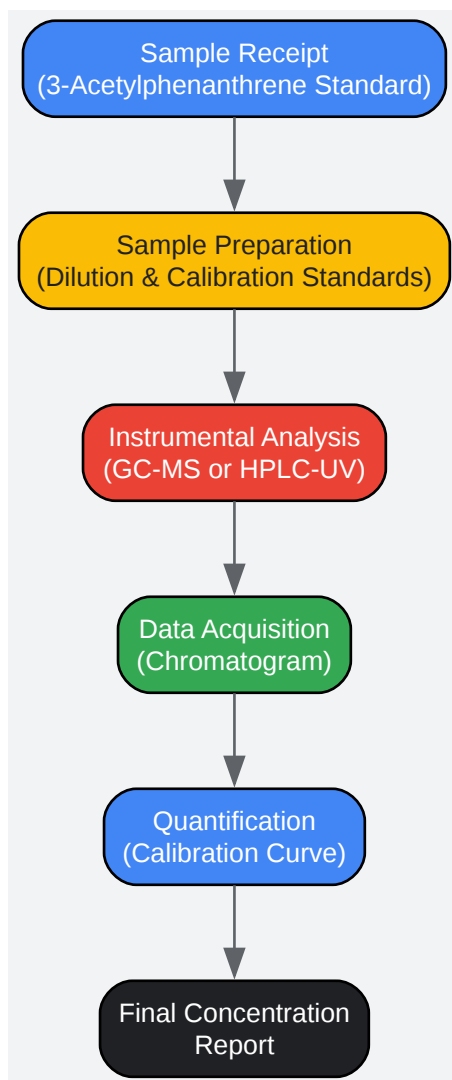 Sample Receipt
(3-Acetylphenanthrene Standard)
Sample Preparation
(Dilution & Calibration Standards)
Instrumental Analysis
(GC-MS or HPLC-UV)
Data Acquisition
(Chromatogram)
Quantification
(Calibration Curve)
Final Concentration
Report